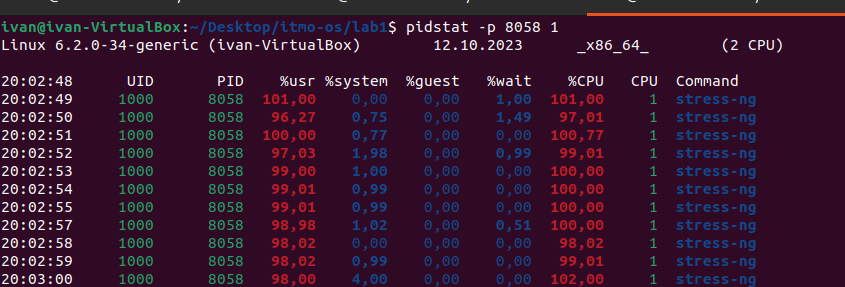 ivan@ivan-VirtualBox:~/Desktop/itmo-os/lab1$ pidstat -p 8058 1
Linux 6.2.0-34-generic (ivan-VirtualBox) 12.10.2023 _x86_64_ (2 CPU)
20:02:48 UID PID %usr %system %guest %wait %CPU CPU Command
20:02:49 1000 8058 101,00 0,00 0,00 1,00 101,00 1 stress-ng
20:02:50 1000 8058 96,27 0,75 0,00 1,49 97,01 1 stress-ng
20:02:51 1000 8058 100,00 0,77 0,00 0,00 100,77 1 stress-ng
20:02:52 1000 8058 97,03 1,98 0,00 0,99 99,01 1 stress-ng
20:02:53 1000 8058 99,00 1,00 0,00 0,00 100,00 1 stress-ng
20:02:54 1000 8058 99,01 0,99 0,00 0,00 100,00 1 stress-ng
20:02:55 1000 8058 99,01 0,99 0,00 0,00 100,00 1 stress-ng
20:02:57 1000 8058 98,98 1,02 0,00 0,51 100,00 1 stress-ng
20:02:58 1000 8058 98,02 0,00 0,00 0,00 98,02 1 stress-ng
20:02:59 1000 8058 98,02 0,99 0,00 0,00 99,01 1 stress-ng
20:03:00 1000 8058 98,00 4,00 0,00 0,00 102,00 1 stress-ng